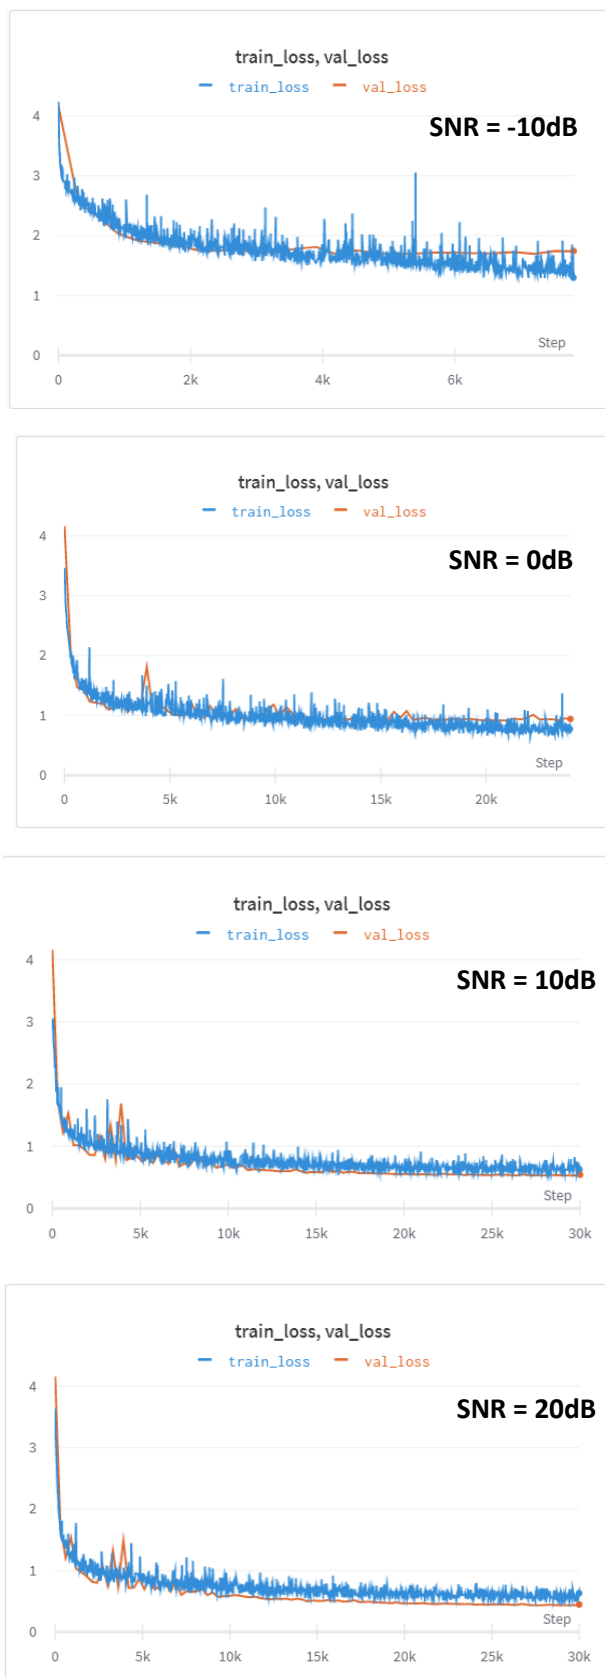 train_loss, val_loss
train_loss val_loss
SNR = -10dB
4
3
2
1
0
Step
0 2k 4k 6k
train_loss, val_loss
train_loss val_loss
SNR = 0dB
4
3
2
1
0
Step
0 5k 10k 15k 20k
train_loss, val_loss
train_loss val_loss
SNR = 10dB
4
3
2
1
0
Step
0 5k 10k 15k 20k 25k 30k
train_loss, val_loss
train_loss val_loss
SNR = 20dB
4
3
2
1
0
Step
0 5k 10k 15k 20k 25k 30k